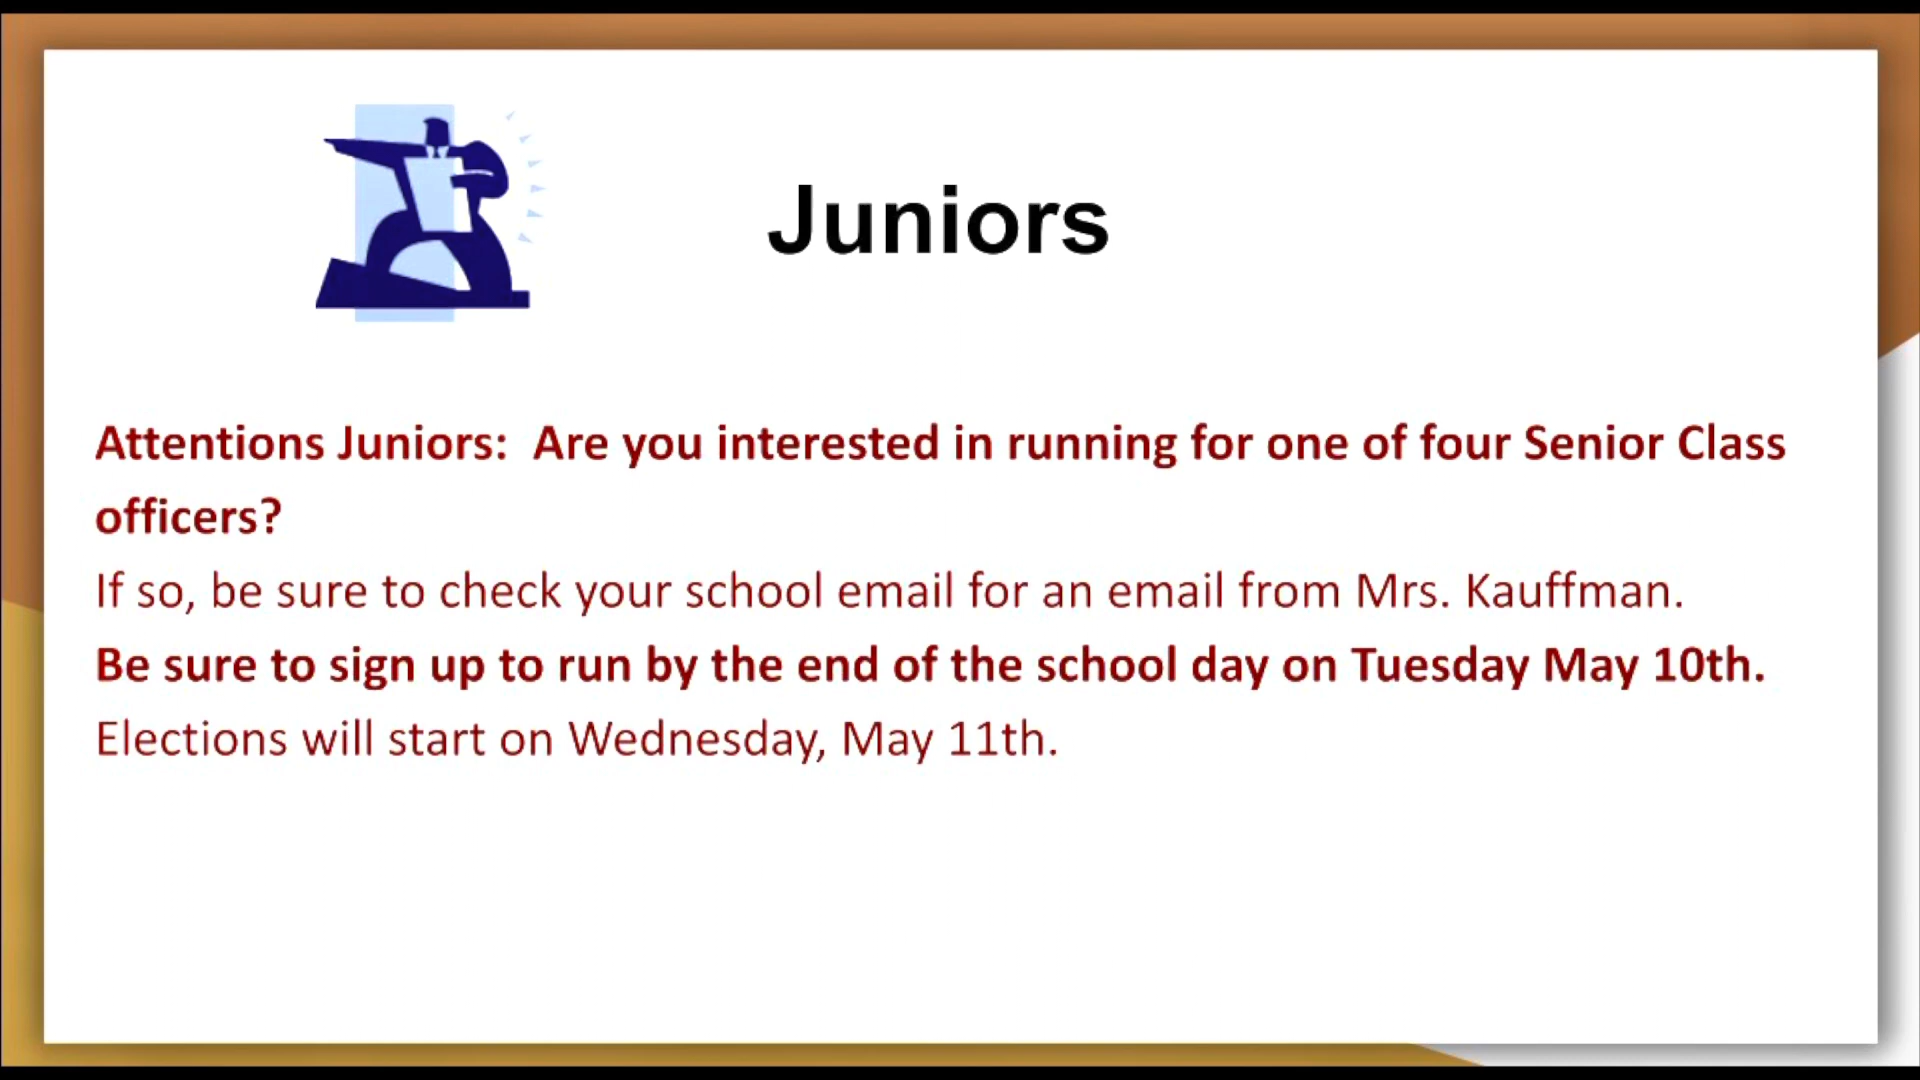 Juniors
Attentions Juniors:  Are you interested in running for one of four Senior Class
officers?
If so, be sure to check your school email for an email from Mrs. Kauffman.
Be sure to sign up to run by the end of the school day on Tuesday May 10th.
Elections will start on Wednesday, May 11th.